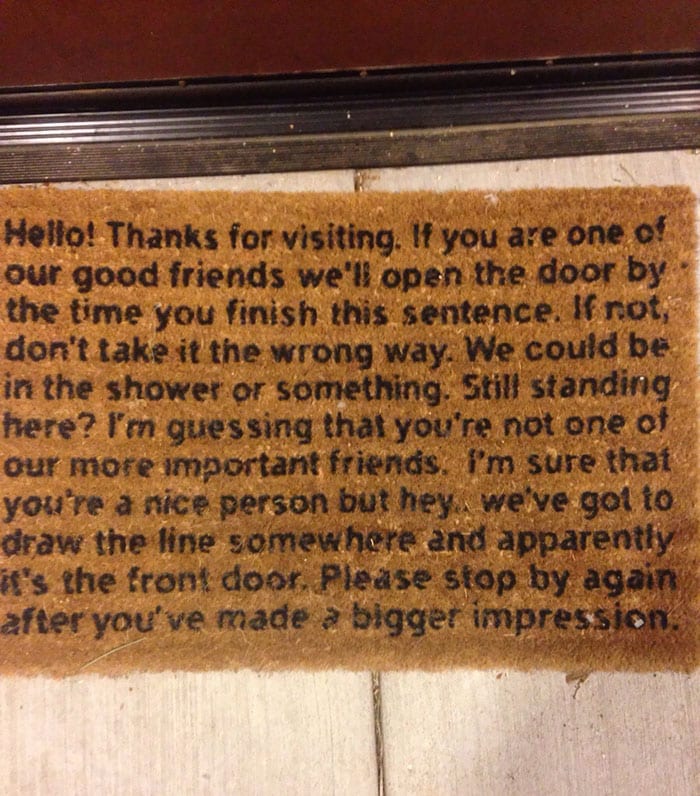 Hello! Thanks for visiting. If you are one of
our good friends we'll open the door by
the time you finish this sentence. If not,
don't take it the wrong way. We could be
in the shower or something. Still standing
here? I'm guessing that you're not one of
our more important friends. I'm sure that
you're a nice person but hey.. we've got to
draw the line somewhere and apparently
it's the front door. Please stop by again
after you've made a bigger impression.